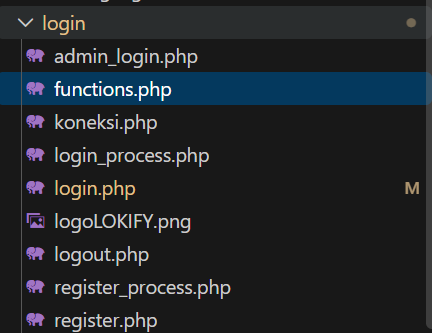 login
admin_login.php
functions.php
koneksi.php
login_process.php
login.php M
logoLOKIFY.png
logout.php
register_process.php
register.php